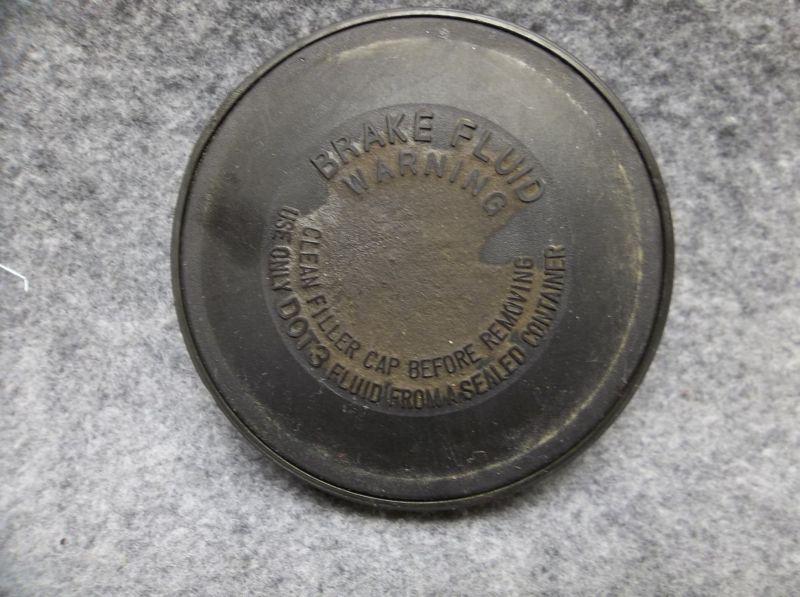 BRAKE FLUID
WARNING
CLEAN FILLER CAP BEFORE REMOVING
USE ONLY DOT3 FLUID FROM A SEALED CONTAINER